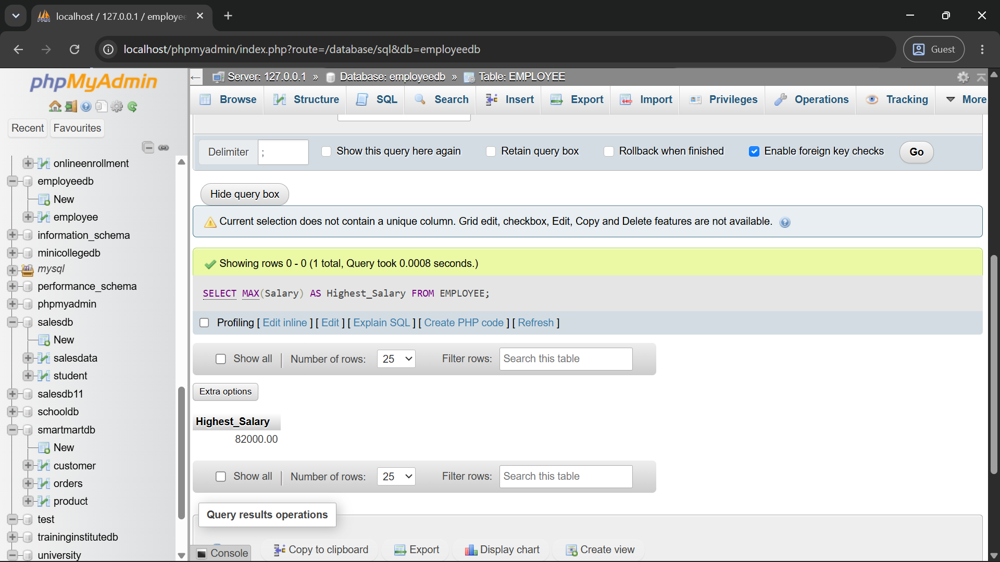 localhost / 127.0.0.1 / employee
localhost/phpmyadmin/index.php?route=/database/sql&db=employeedb
Guest
phpMyAdmin
Recent
Favourites
onlineenrollment
employeedb
New
employee
information_schema
minicollegedb
mysql
performance_schema
phpmyadmin
salesdb
New
salesdata
student
salesdb11
schooldb
smartmartdb
New
customer
orders
product
test
traininginstitutedb
university
Server: 127.0.0.1 » Database: employeedb » Table: EMPLOYEE
Browse Structure SQL Search Insert Export Import Privileges Operations Tracking More
Delimiter ; Show this query here again Retain query box Rollback when finished Enable foreign key checks Go
Hide query box
Current selection does not contain a unique column. Grid edit, checkbox, Edit, Copy and Delete features are not available.
Showing rows 0 - 0 (1 total, Query took 0.0008 seconds.)
SELECT MAX(Salary) AS Highest_Salary FROM EMPLOYEE;
Profiling [ Edit inline ] [ Edit ] [ Explain SQL ] [ Create PHP code ] [ Refresh ]
Show all Number of rows: 25 Filter rows: Search this table
Extra options
Highest_Salary
82000.00
Show all Number of rows: 25 Filter rows: Search this table
Query results operations
Console Copy to clipboard Export Display chart Create view